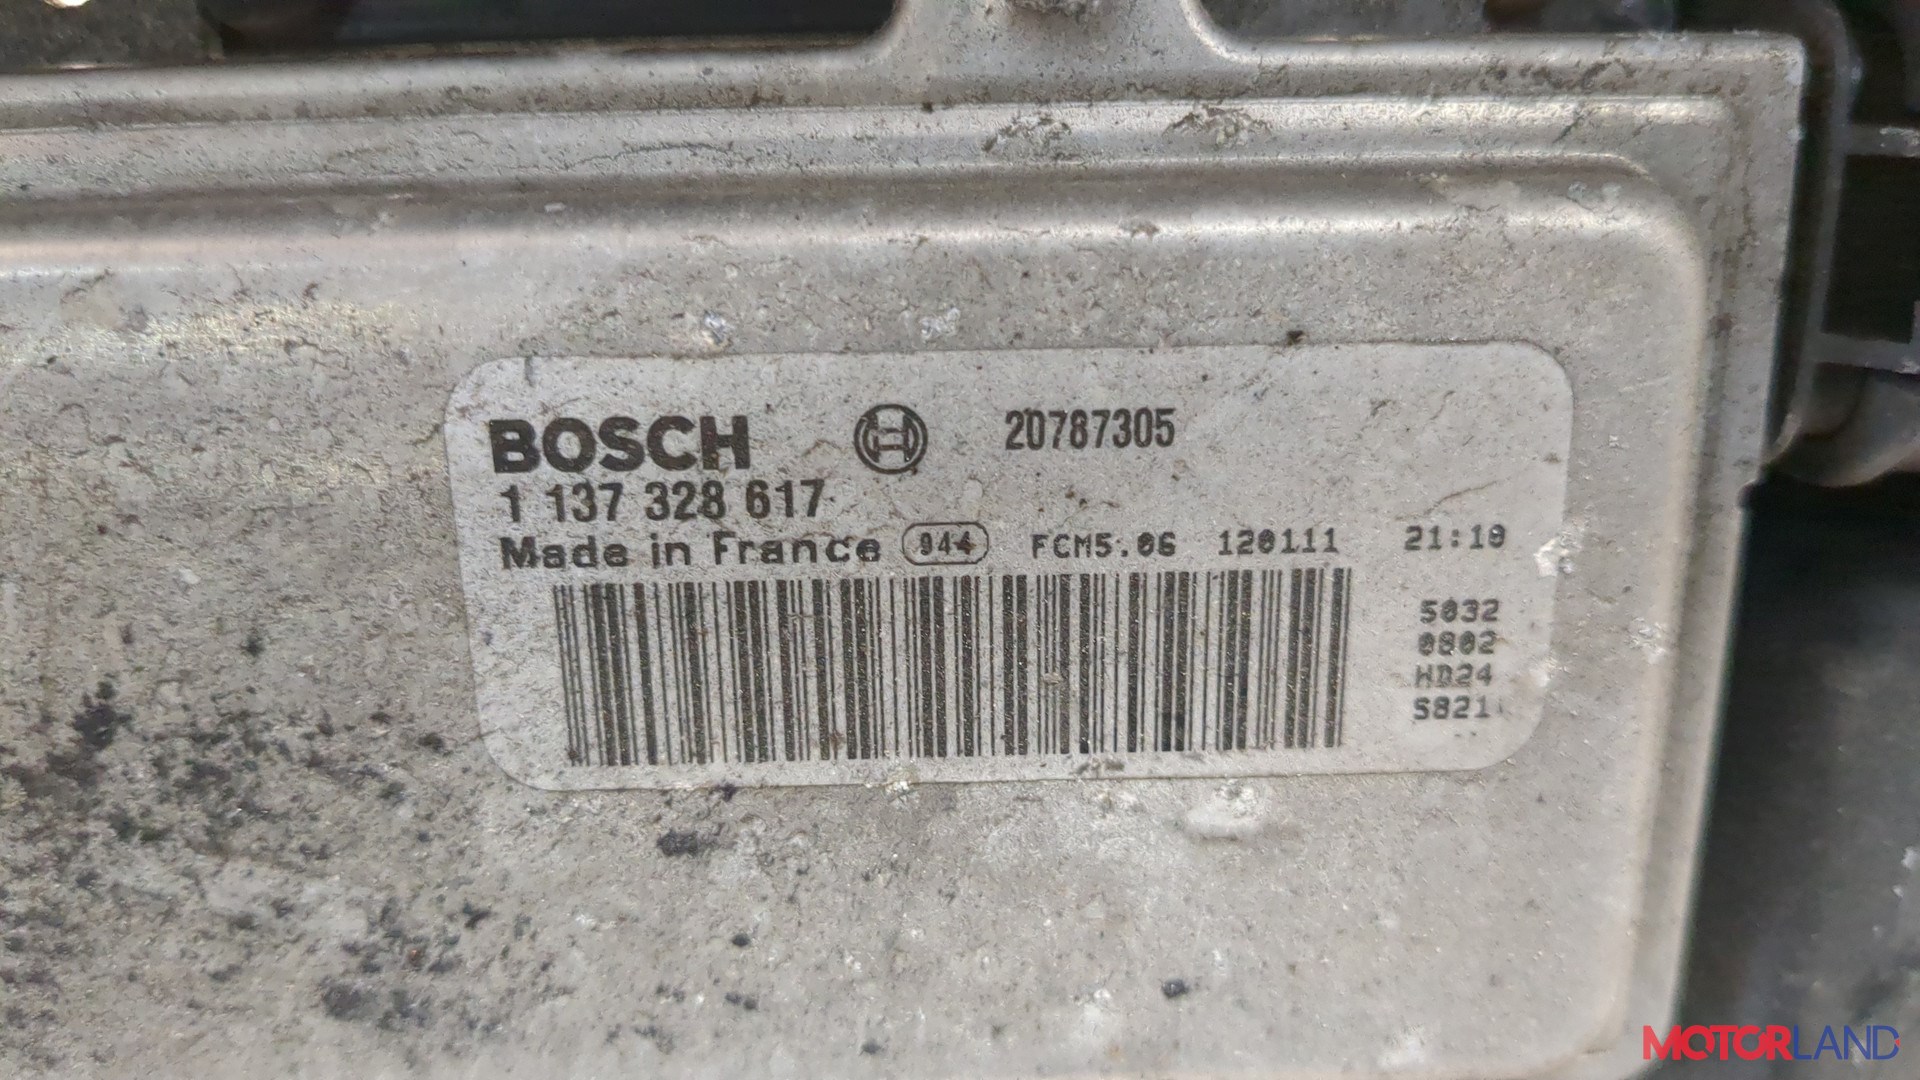 BOSCH 20787305
1 137 328 617
Made in France 944 FCM5.06 120111 21:10
5032
0802
HD24
S821
MOTORLAND